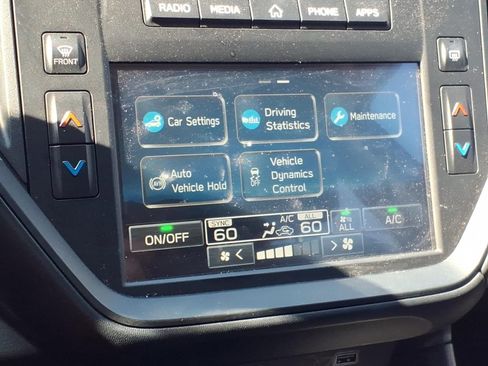 RADIO MEDIA PHONE APPS
FRONT
Car Settings
Driving
Statistics
Maintenance
Auto
Vehicle Hold
Vehicle
Dynamics
Control
ON/OFF
SYNC A/C ALL
60 60
ALL
A/C